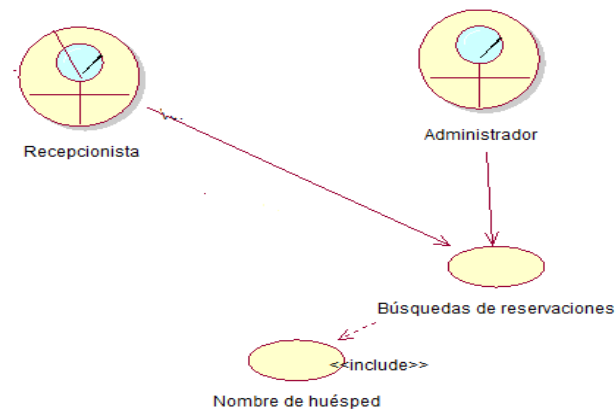 Administrador
Recepcionista
Búsquedas de reservaciones
<<include>>
Nombre de huésped